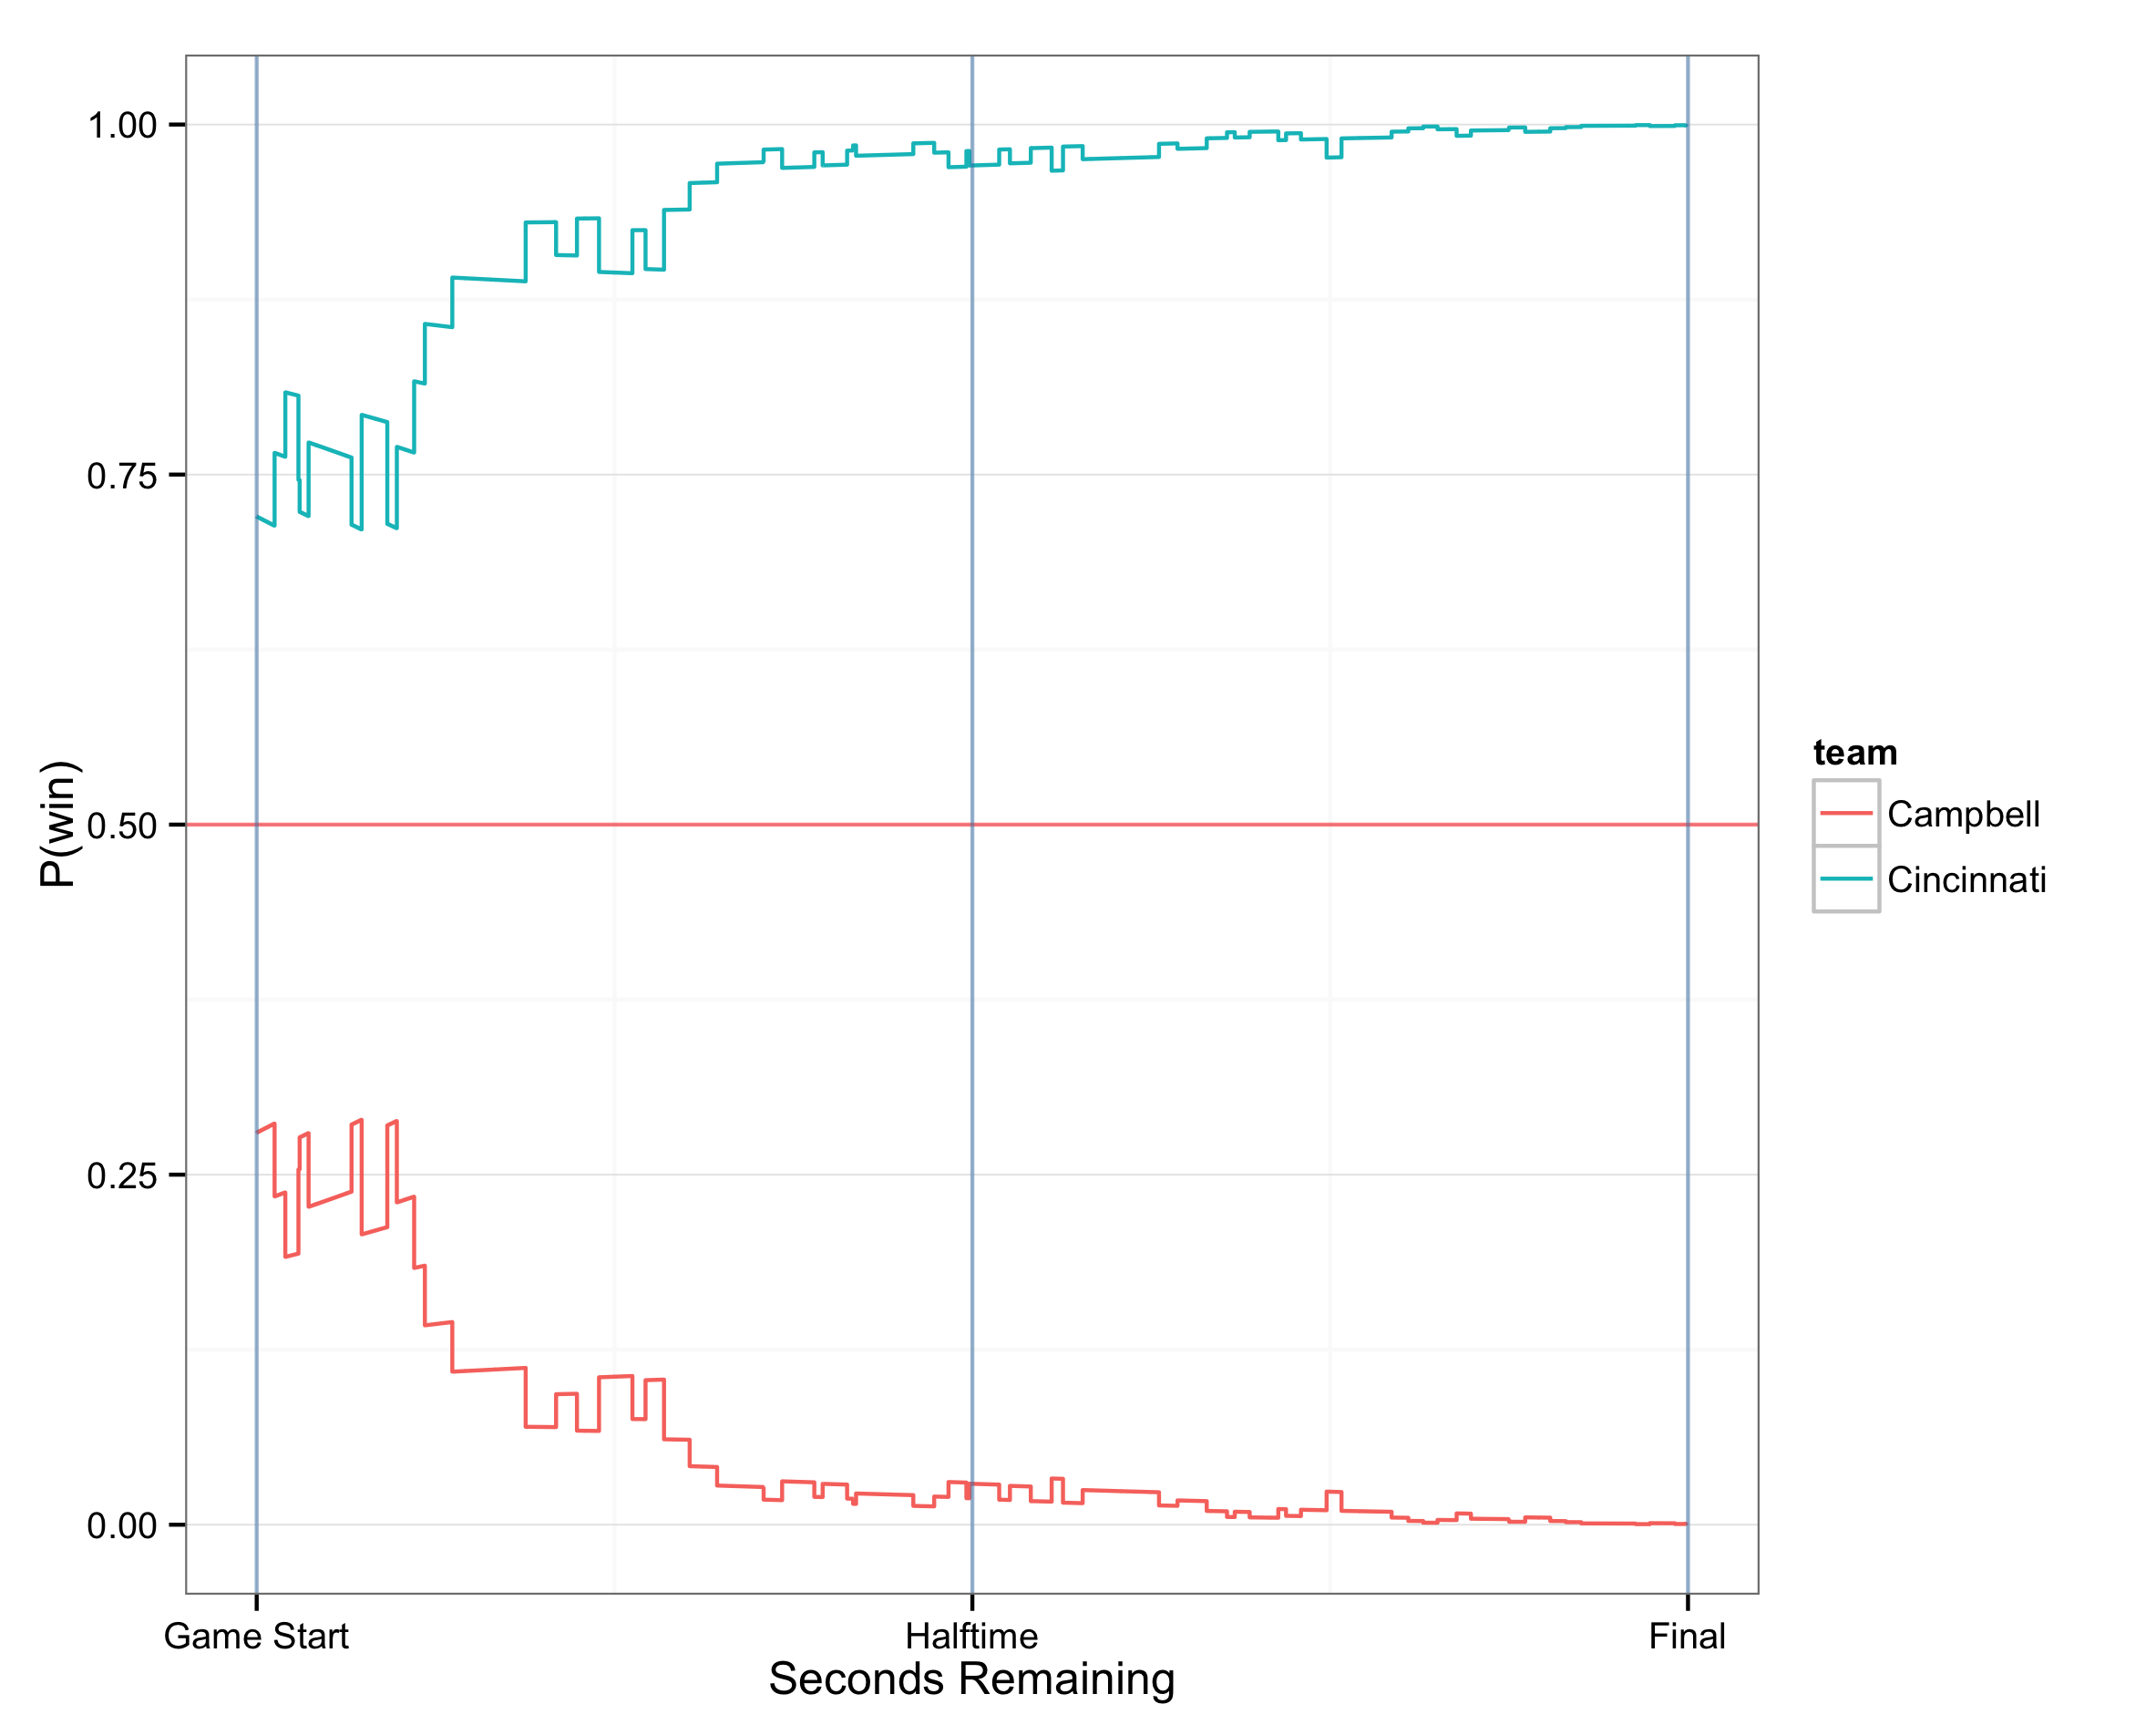 1.00
0.75
0.50
0.25
0.00
P(win)
Game Start
Halftime
Final
Seconds Remaining
team
Campbell
Cincinnati